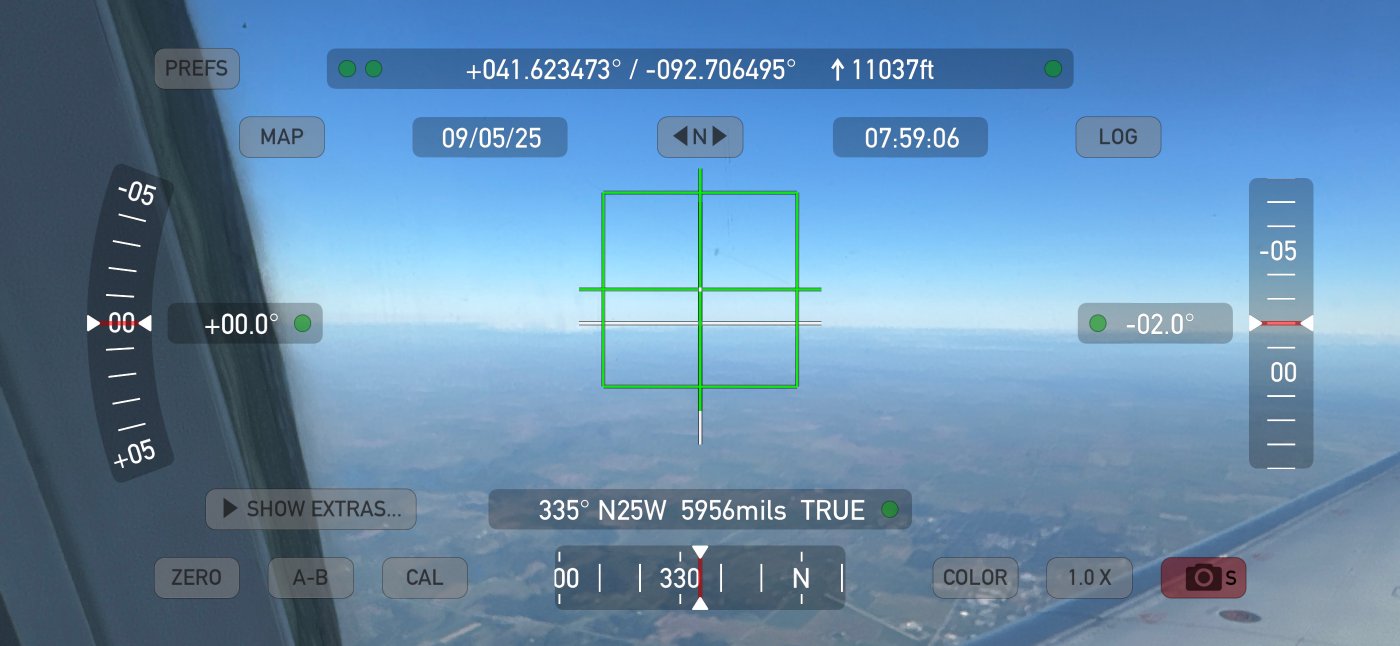 PREFS
+041.623473° / -092.706495° ↑ 11037ft
MAP
09/05/25
◀N▶
07:59:06
LOG
-05
00
+05
+00.0°
-05
00
-02.0°
▶ SHOW EXTRAS...
335° N25W 5956mils TRUE
ZERO
A-B
CAL
00
330
N
COLOR
1.0 X
S